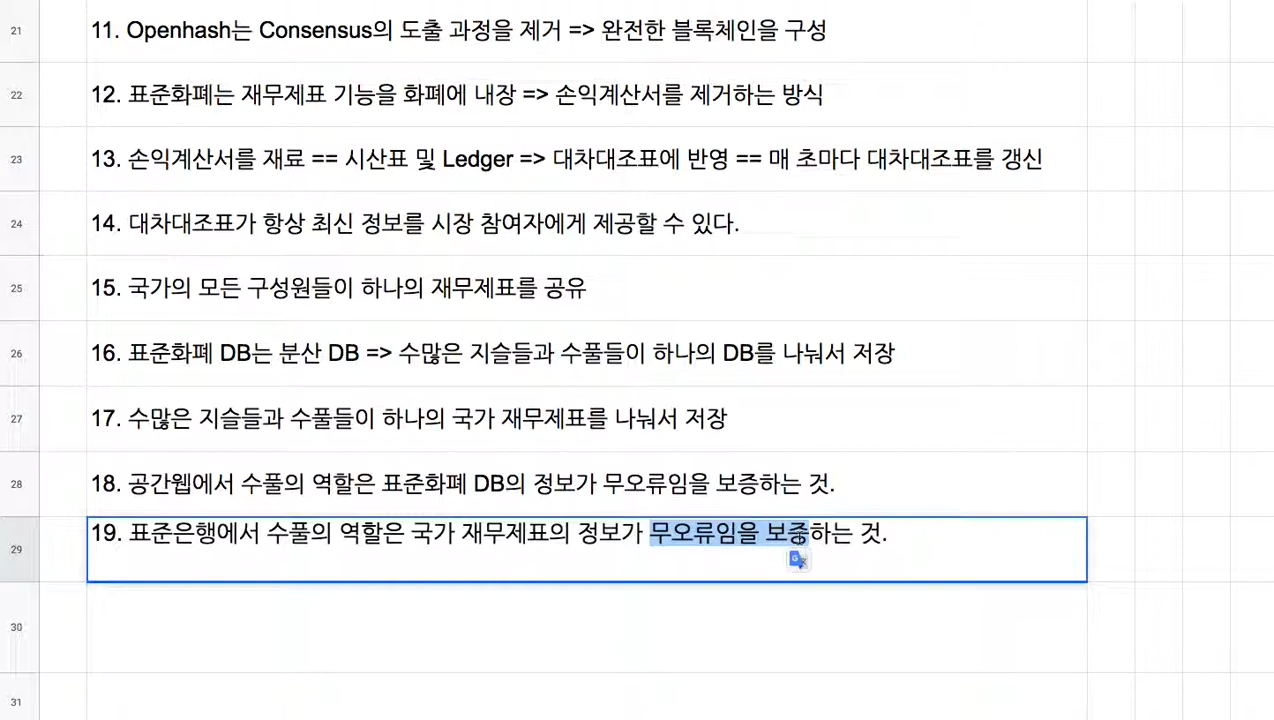 21 11. Openhash는 Consensus의 도출 과정을 제거 => 완전한 블록체인을 구성
22 12. 표준화폐는 재무제표 기능을 화폐에 내장 => 손익계산서를 제거하는 방식
23 13. 손익계산서를 재료 == 시산표 및 Ledger => 대차대조표에 반영 == 매 초마다 대차대조표를 갱신
24 14. 대차대조표가 항상 최신 정보를 시장 참여자에게 제공할 수 있다.
25 15. 국가의 모든 구성원들이 하나의 재무제표를 공유
26 16. 표준화폐 DB는 분산 DB => 수많은 지슬들과 수풀들이 하나의 DB를 나눠서 저장
27 17. 수많은 지슬들과 수풀들이 하나의 국가 재무제표를 나눠서 저장
28 18. 공간웹에서 수풀의 역할은 표준화폐 DB의 정보가 무오류임을 보증하는 것.
29 19. 표준은행에서 수풀의 역할은 국가 재무제표의 정보가 무오류임을 보증하는 것.
30
31